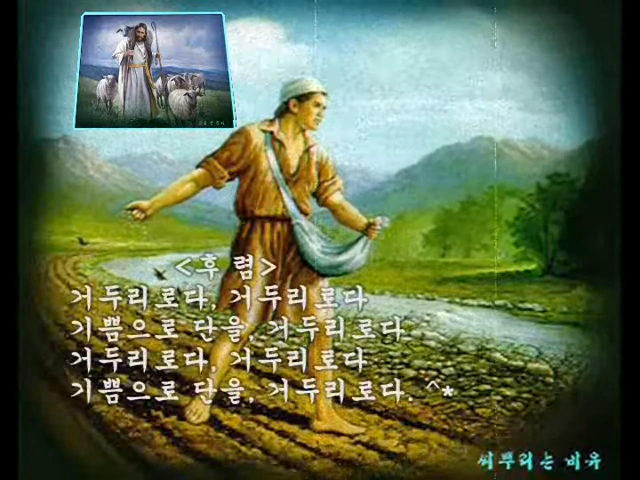 <후 렴>
거두리로다, 거두리로다
기쁨으로 단을, 거두리로다
거두리로다, 거두리로다
기쁨으로 단을, 거두리로다. ^*
씨뿌리는 비유